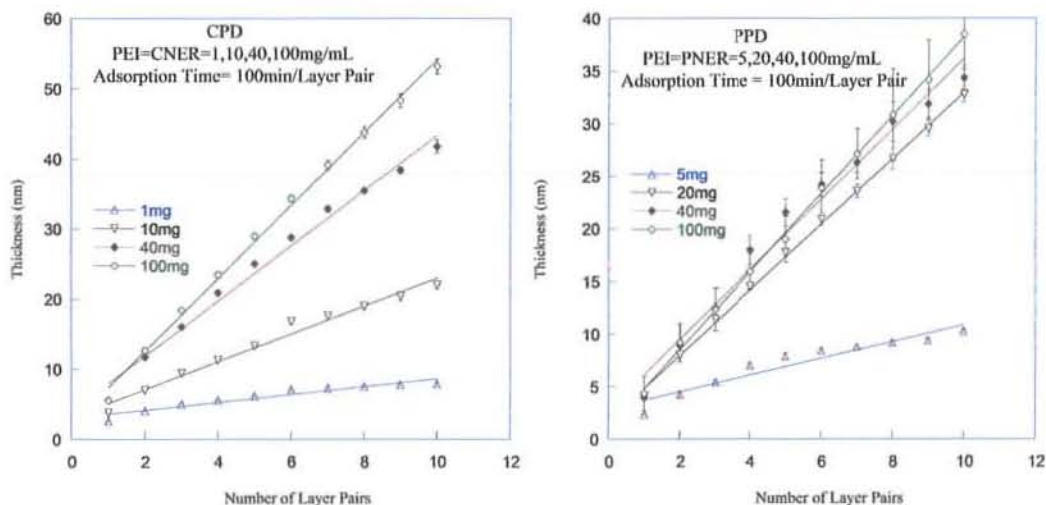 CPD
PEI=CNER=1,10,40,100mg/mL
Adsorption Time= 100min/Layer Pair
Thickness (nm)
60
50
40
30
20
10
0
1mg
10mg
40mg
100mg
0 2 4 6 8 10 12
Number of Layer Pairs
PPD
PEI=PNER=5,20,40,100mg/mL
Adsorption Time = 100min/Layer Pair
Thickness (nm)
40
35
30
25
20
15
10
5
0
5mg
20mg
40mg
100mg
0 2 4 6 8 10 12
Number of Layer Pairs